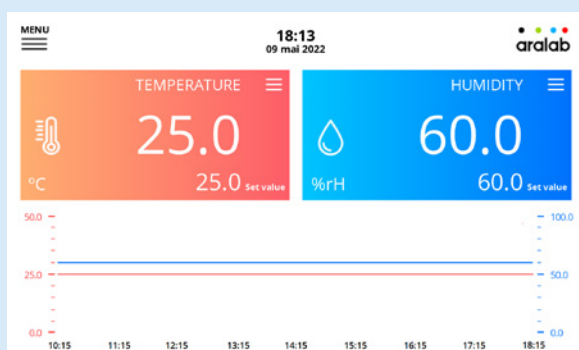 MENU
18:13
09 mai 2022
aralab
TEMPERATURE
25.0
°C
25.0 Set value
HUMIDITY
60.0
%rH
60.0 Set value
50.0
25.0
0.0
100.0
50.0
0.0
10:15 11:15 12:15 13:15 14:15 15:15 16:15 17:15 18:15